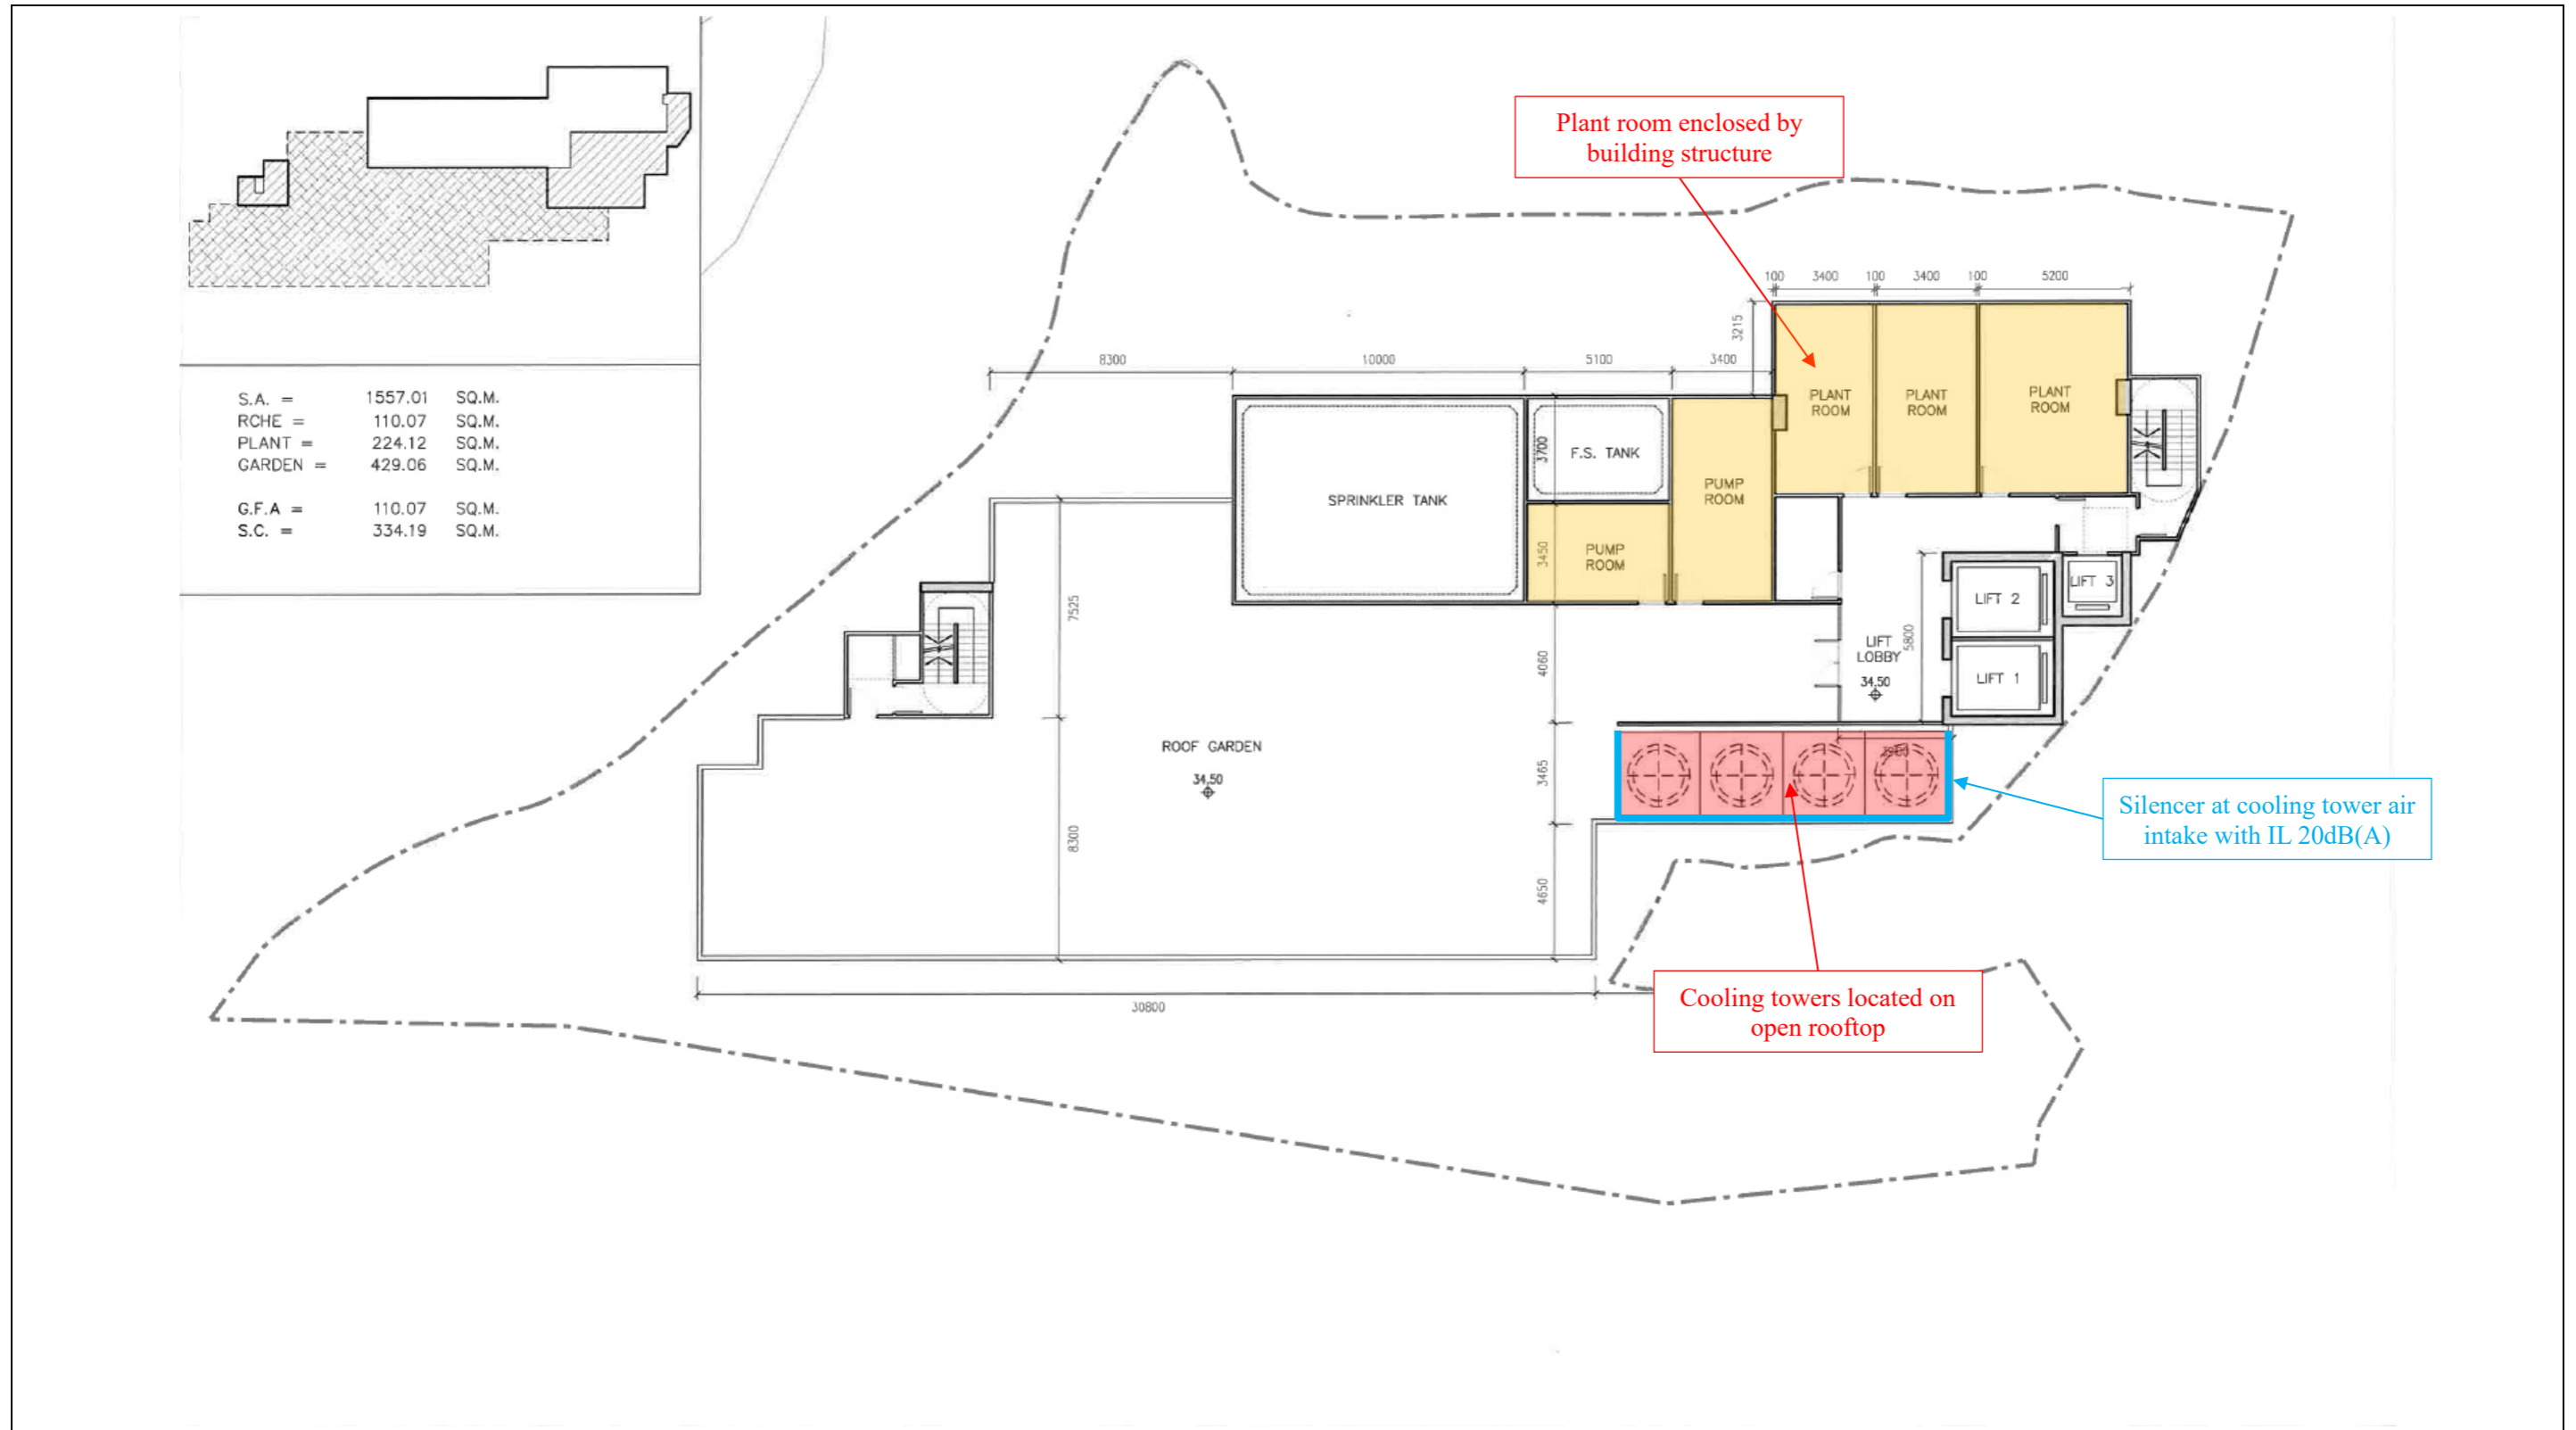 Plant room enclosed by
building structure
100 3400 100 3400 100 5200
3215
8300 10000 5100 3400
S.A. = 1557.01 SQ.M.
RCHE = 110.07 SQ.M.
PLANT = 224.12 SQ.M.
GARDEN = 429.06 SQ.M.
G.F.A = 110.07 SQ.M.
S.C. = 334.19 SQ.M.
PLANT
ROOM
PLANT
ROOM
PLANT
ROOM
3700
F.S. TANK
SPRINKLER TANK
PUMP
ROOM
3450
PUMP
ROOM
LIFT 3
LIFT 2
7525
5800
LIFT
LOBBY
34.50
4060
LIFT 1
ROOF GARDEN
34.50
3465
Silencer at cooling tower air
intake with IL 20dB(A)
8300
4650
Cooling towers located on
open rooftop
30800